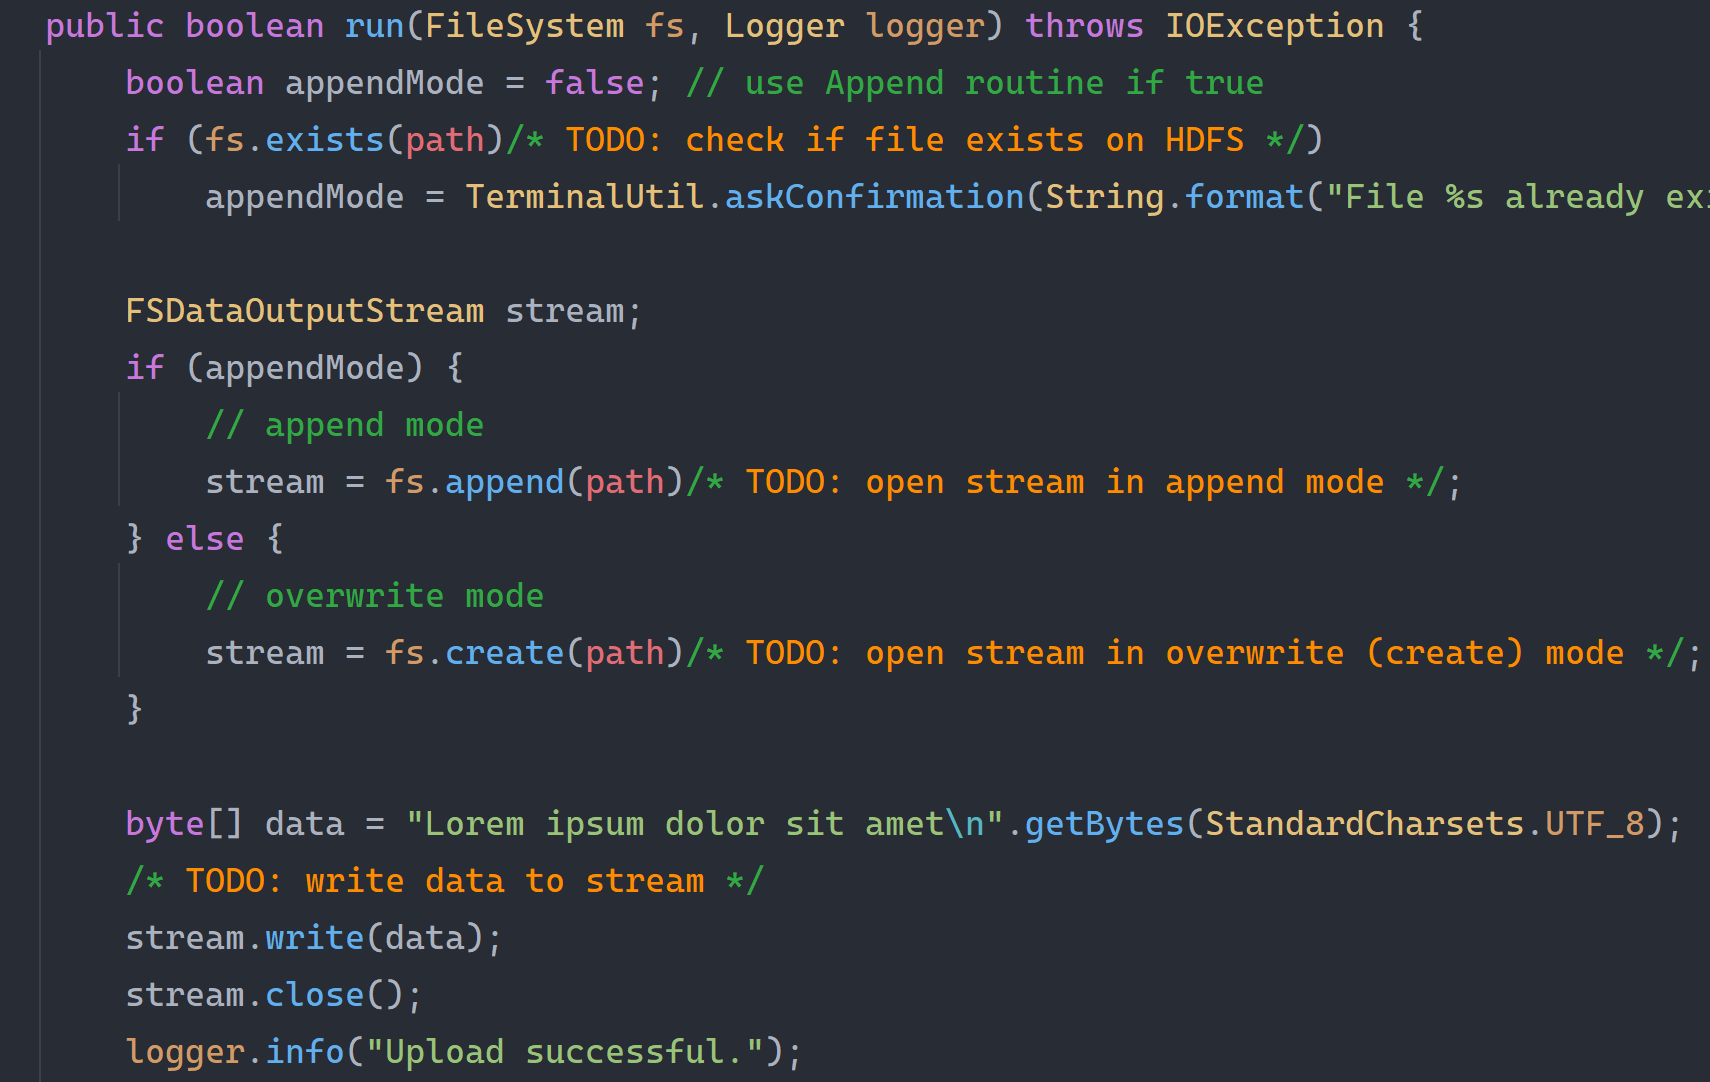 public boolean run(FileSystem fs, Logger logger) throws IOException {
boolean appendMode = false; // use Append routine if true
if (fs.exists(path)/* TODO: check if file exists on HDFS */)
appendMode = TerminalUtil.askConfirmation(String.format("File %s already
FSDataOutputStream stream;
if (appendMode) {
// append mode
stream = fs.append(path)/* TODO: open stream in append mode */;
} else {
// overwrite mode
stream = fs.create(path)/* TODO: open stream in overwrite (create) mode */;
}
byte[] data = "Lorem ipsum dolor sit amet\n".getBytes(StandardCharsets.UTF_8);
/* TODO: write data to stream */
stream.write(data);
stream.close();
logger.info("Upload successful.");